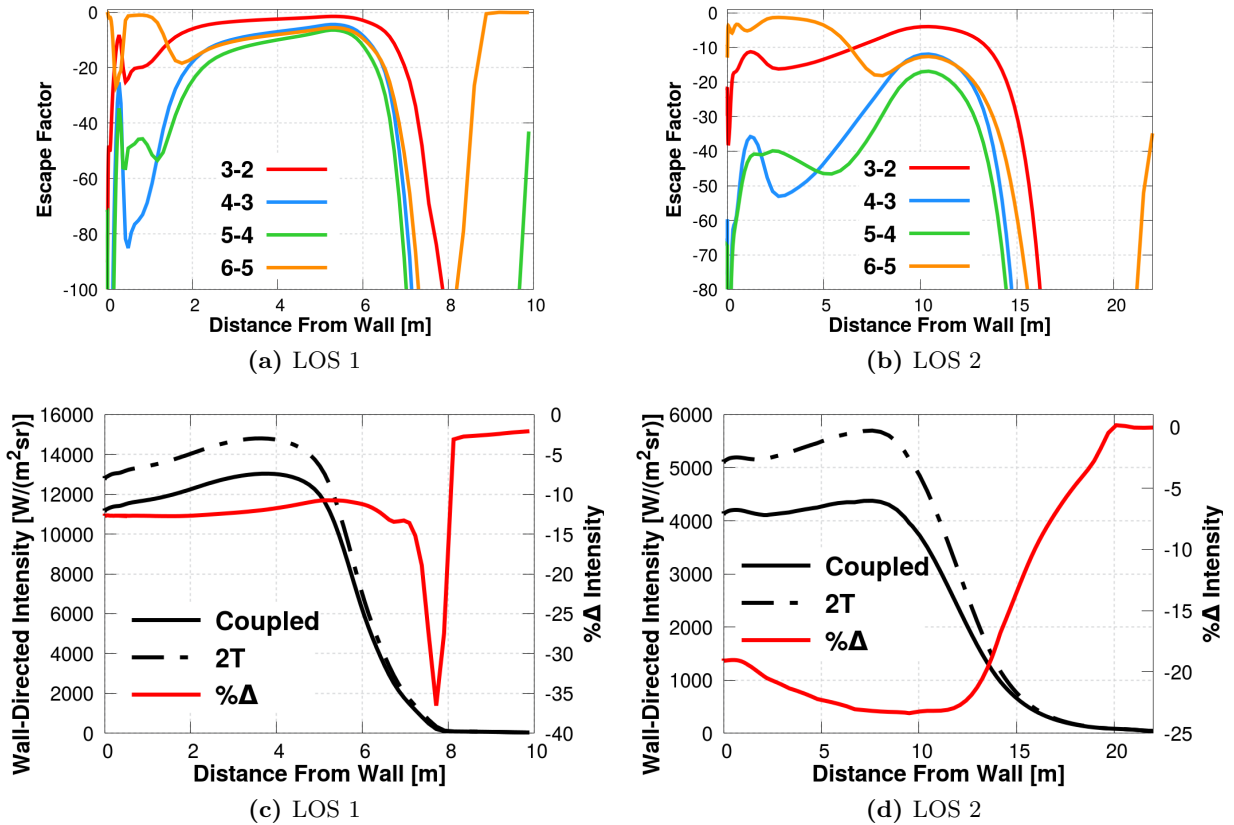 0
-20
-40
-60
-80
-100
Escape Factor
3-2
4-3
5-4
6-5
0 2 4 6 8 10
Distance From Wall [m]
(a) LOS 1
0
-10
-20
-30
-40
-50
-60
-70
-80
Escape Factor
3-2
4-3
5-4
6-5
0 5 10 15 20
Distance From Wall [m]
(b) LOS 2
16000
14000
12000
10000
8000
6000
4000
2000
0
Wall-Directed Intensity [W/(m²sr)]
Coupled
2T
%Δ
0
-5
-10
-15
-20
-25
-30
-35
-40
%Δ Intensity
0 2 4 6 8 10
Distance From Wall [m]
(c) LOS 1
6000
5000
4000
3000
2000
1000
0
Wall-Directed Intensity [W/(m²sr)]
Coupled
2T
%Δ
0
-5
-10
-15
-20
-25
%Δ Intensity
0 5 10 15 20
Distance From Wall [m]
(d) LOS 2